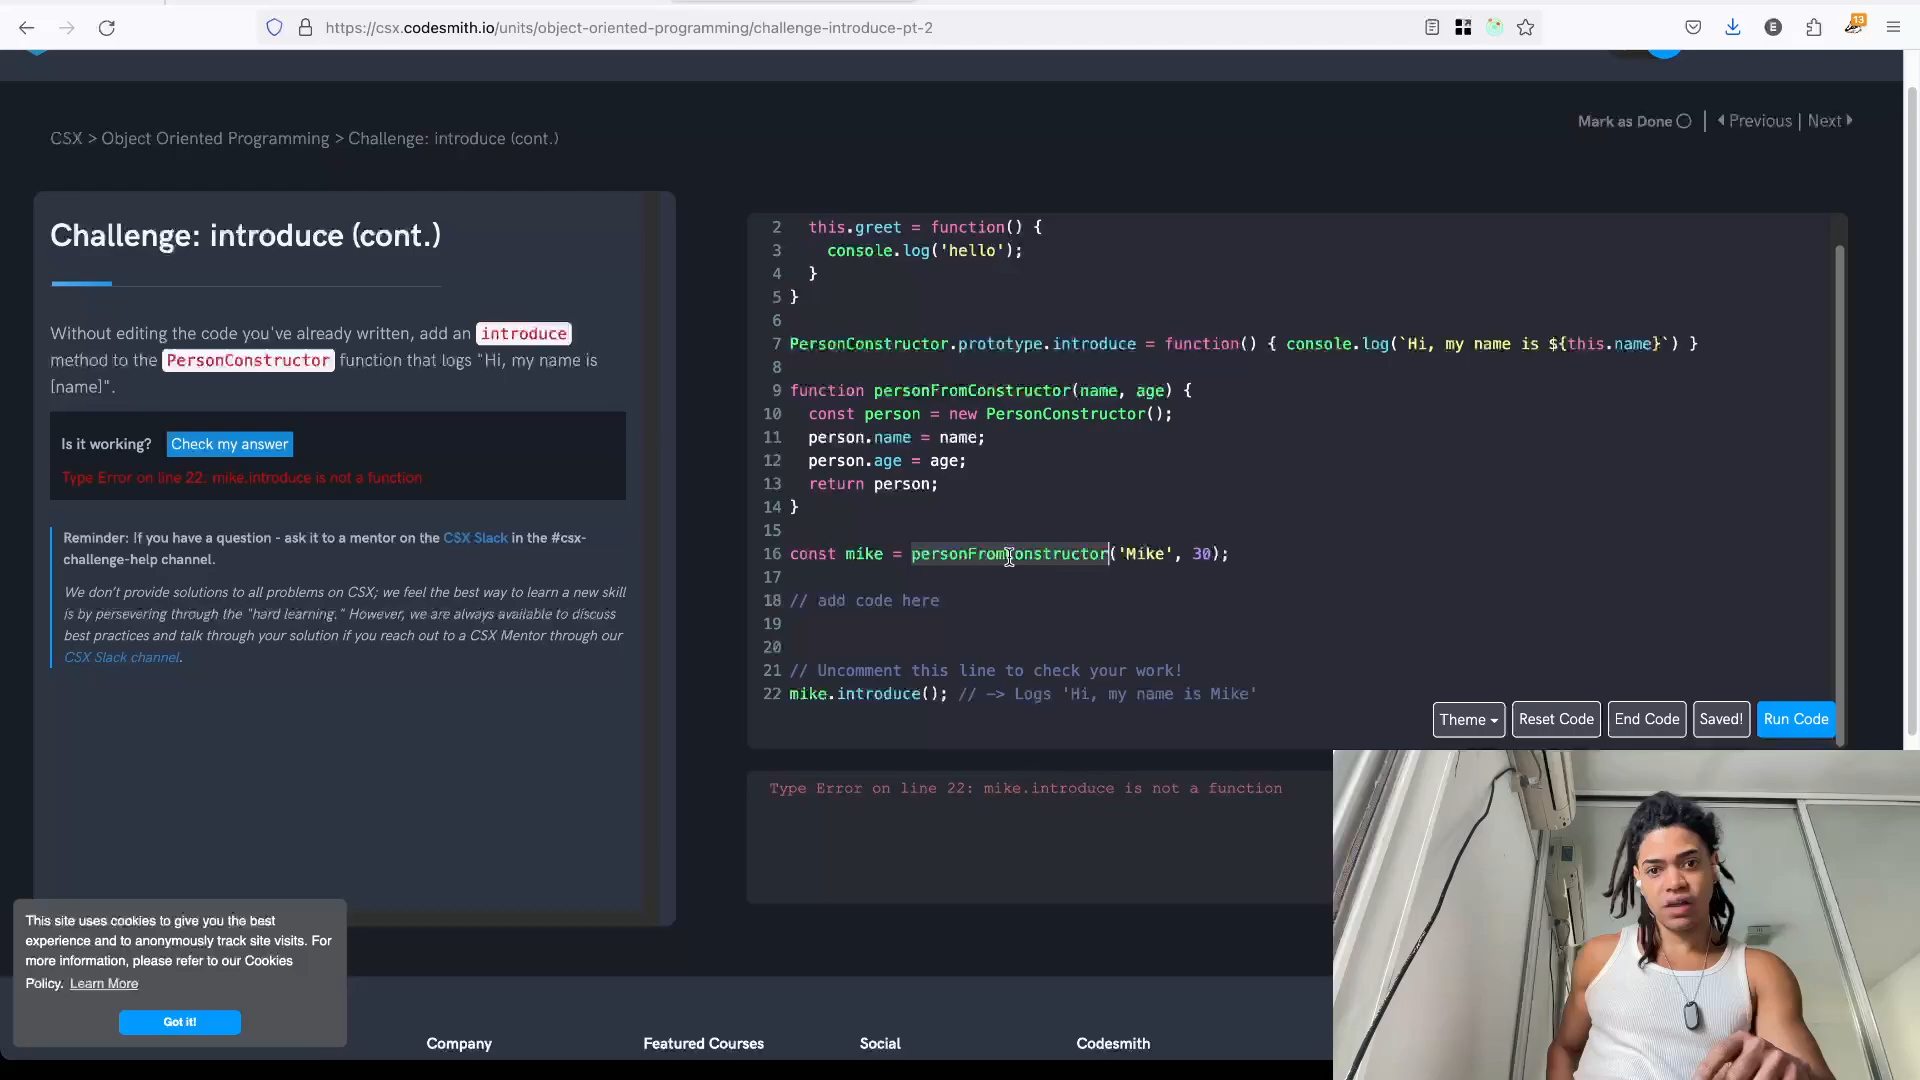 https://csx.codesmith.io/units/object-oriented-programming/challenge-introduce-pt-2
13
CSX > Object Oriented Programming > Challenge: introduce (cont.)
Mark as Done
Previous | Next
Challenge: introduce (cont.)
Without editing the code you've already written, add an introduce
method to the PersonConstructor function that logs "Hi, my name is
[name]".
Is it working? Check my answer
Type Error on line 22. mike.introduce is not a function
Reminder: If you have a question - ask it to a mentor on the CSX Slack in the #csx-
challenge-help channel.
We don't provide solutions to all problems on CSX; we feel the best way to learn a new skill
is by persevering through the "hard learning." However, we are always available to discuss
best practices and talk through your solution if you reach out to a CSX Mentor through our
CSX Slack channel.
2 this.greet = function() {
3 console.log('hello');
4 }
5 }
6
7 PersonConstructor.prototype.introduce = function() { console.log(`Hi, my name is ${this.name}`) }
8
9 function personFromConstructor(name, age) {
10 const person = new PersonConstructor();
11 person.name = name;
12 person.age = age;
13 return person;
14 }
15
16 const mike = personFromConstructor('Mike', 30);
17
18 // add code here
19
20
21 // Uncomment this line to check your work!
22 mike.introduce(); // -> Logs 'Hi, my name is Mike'
Theme Reset Code End Code Saved! Run Code
Type Error on line 22: mike.introduce is not a function
This site uses cookies to give you the best
experience and to anonymously track site visits. For
more information, please refer to our Cookies
Policy. Learn More
Got it!
Company Featured Courses Social Codesmith